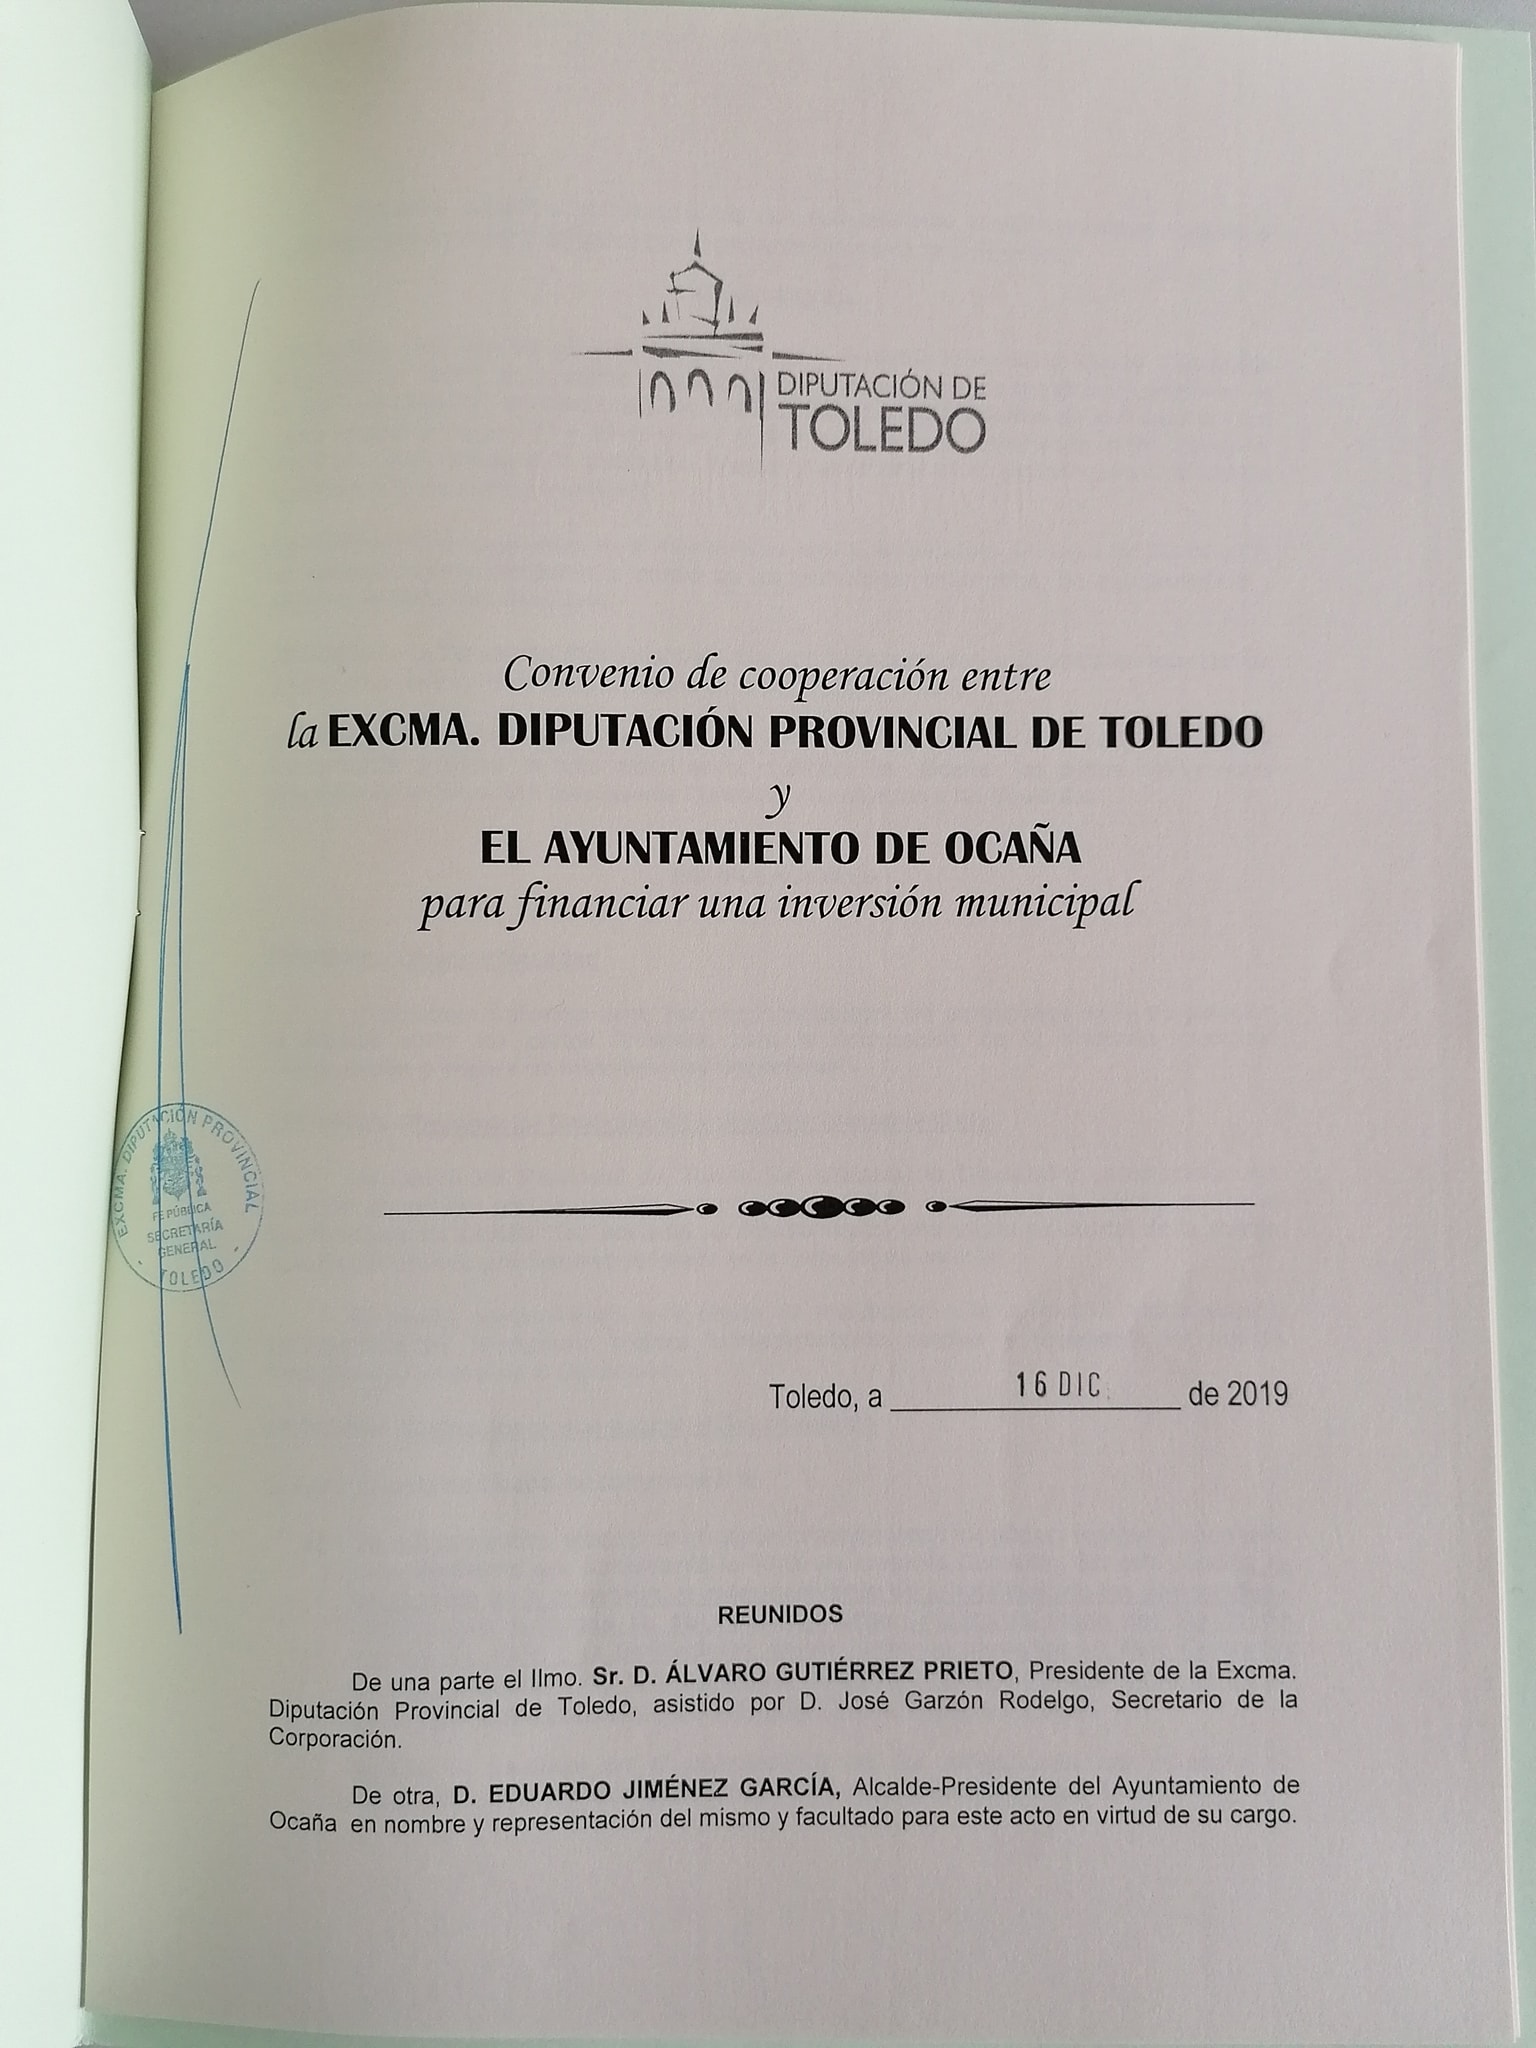 DIPUTACIÓN DE
TOLEDO
Convenio de cooperación entre
la EXCMA. DIPUTACIÓN PROVINCIAL DE TOLEDO
y
EL AYUNTAMIENTO DE OCAÑA
para financiar una inversión municipal
EXCMA. DIPUTACIÓN PROVINCIAL
FE PÚBLICA
SECRETARÍA
GENERAL
- TOLEDO -
Toledo, a 16 DIC. de 2019
REUNIDOS
De una parte el Ilmo. Sr. D. ÁLVARO GUTIÉRREZ PRIETO, Presidente de la Excma.
Diputación Provincial de Toledo, asistido por D. José Garzón Rodelgo, Secretario de la
Corporación.
De otra, D. EDUARDO JIMÉNEZ GARCÍA, Alcalde-Presidente del Ayuntamiento de
Ocaña en nombre y representación del mismo y facultado para este acto en virtud de su cargo.